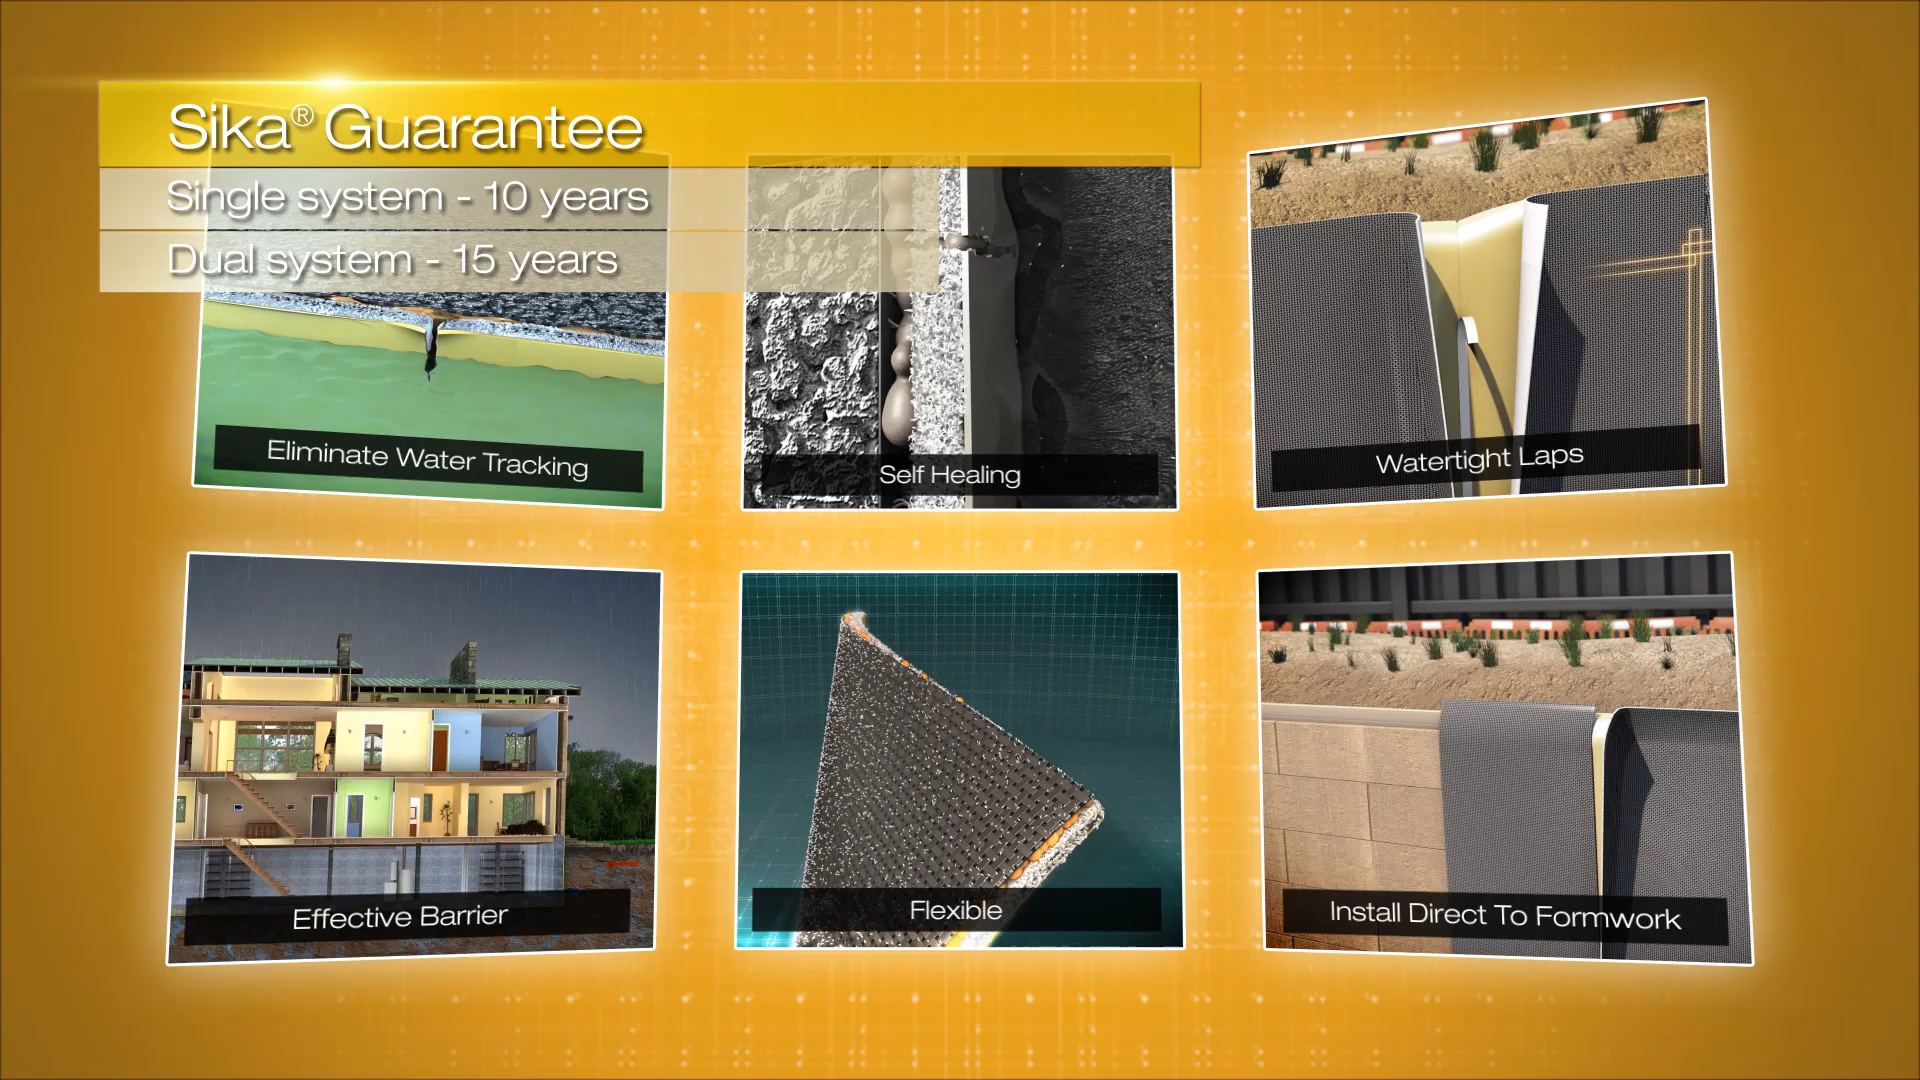 Sika® Guarantee
Single system - 10 years
Dual system - 15 years
Eliminate Water Tracking
Self Healing
Watertight Laps
Effective Barrier
Flexible
Install Direct To Formwork